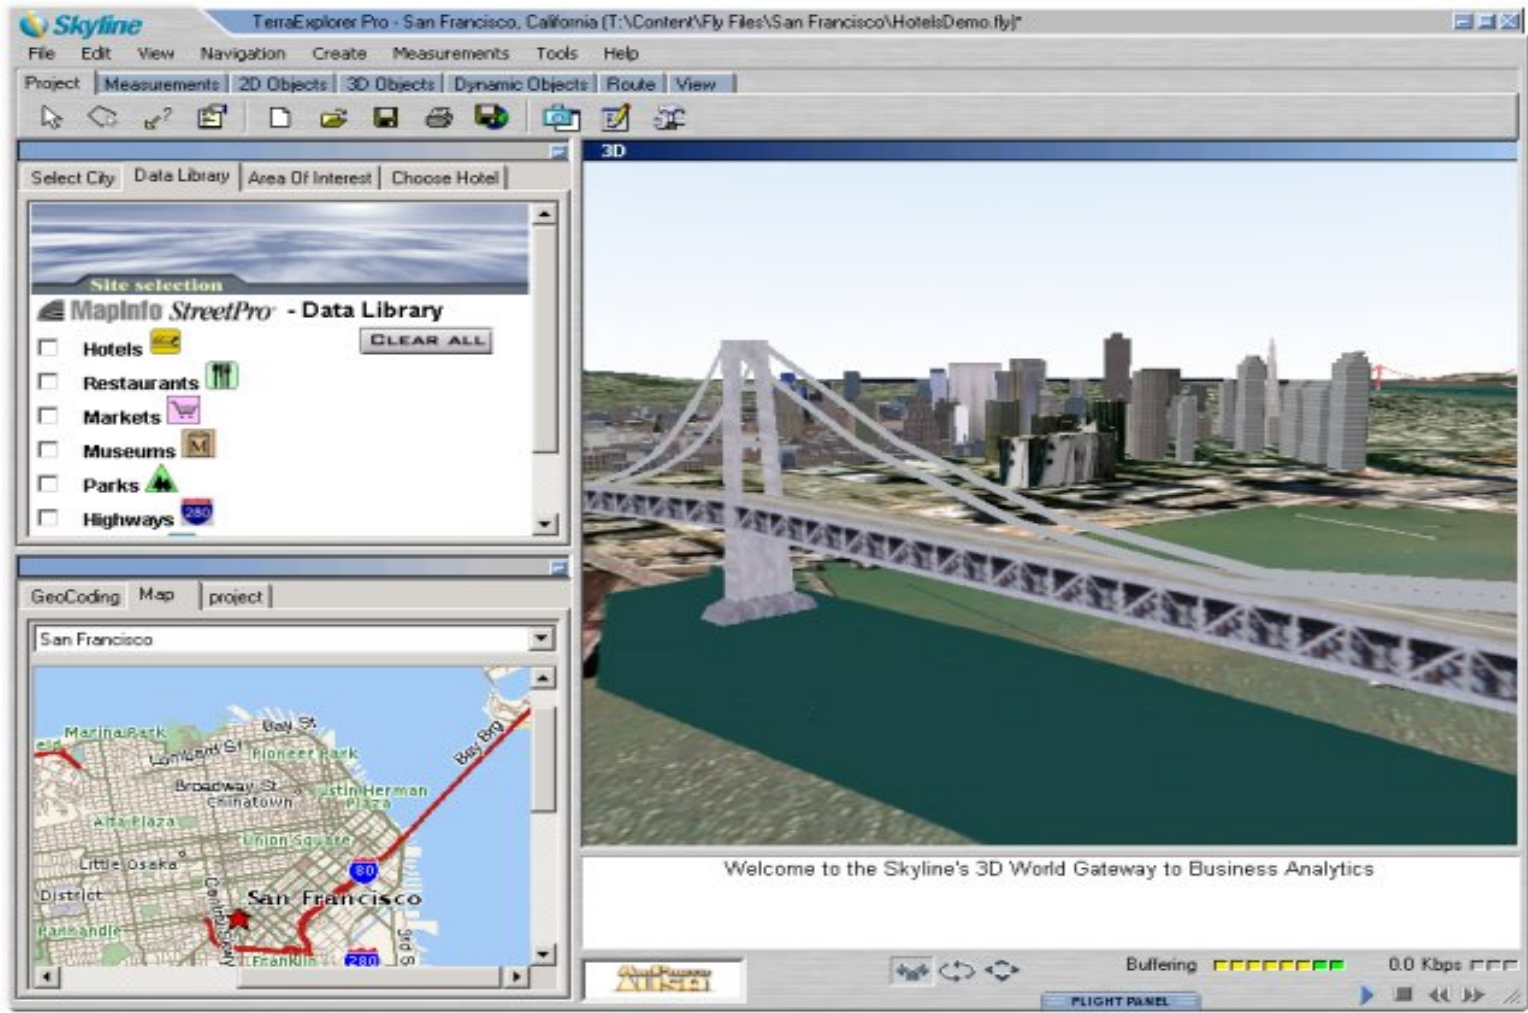 Skyline
TerraExplorer Pro - San Francisco, California (T:\Content\Fly Files\San Francisco\HotelsDemo.fly)*
File Edit View Navigation Create Measurements Tools Help
Project Measurements 2D Objects 3D Objects Dynamic Objects Route View
3D
Select City Data Library Area Of Interest Choose Hotel
Site selection
MapInfo StreetPro - Data Library
CLEAR ALL
Hotels
Restaurants
Markets
Museums M
Parks
Highways 280
GeoCoding Map project
San Francisco
Marina Park
Bay St
Lombard St
Pioneer Park
Bay Brg
Broadway St
Chinatown
ustin Herman
Plaza
Alta Plaza
Union Square
Little Osaka
80
District
San Francisco
Panhandle
3rd S
Franklin
280
Welcome to the Skyline's 3D World Gateway to Business Analytics
AirPhoto
AUSA
Buffering
0.0 Kbps
FLIGHT PANEL